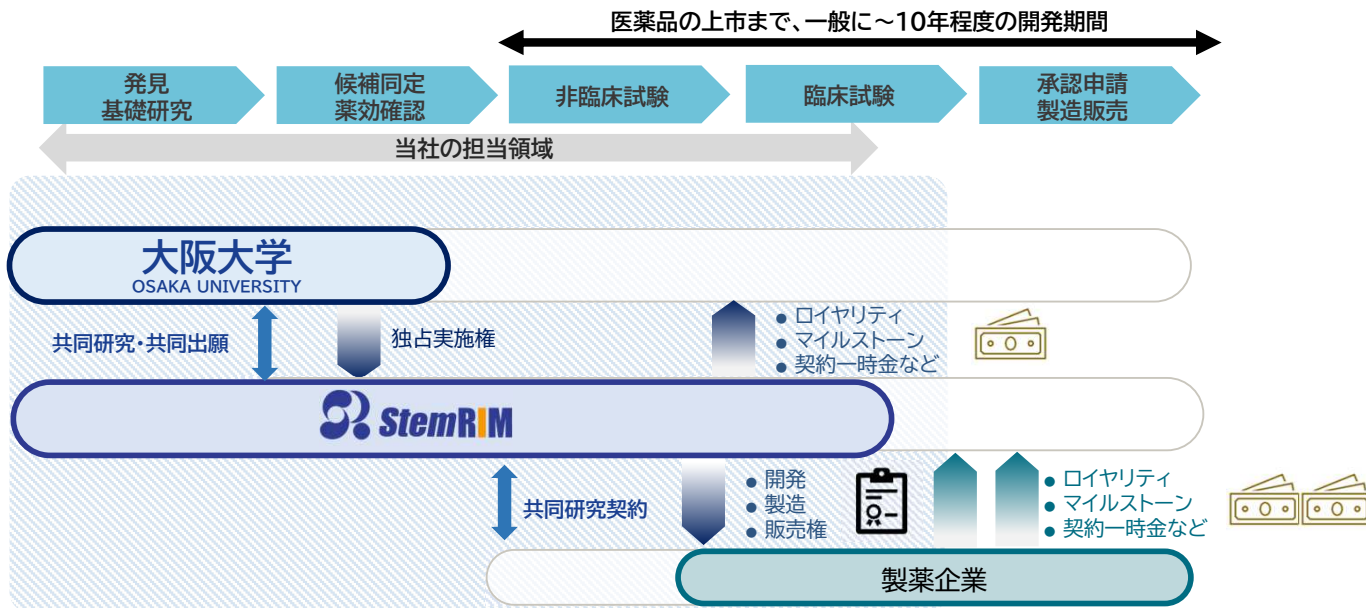 医薬品の上市まで、一般に～10年程度の開発期間
発見
基礎研究
候補同定
薬効確認
非臨床試験
臨床試験
承認申請
製造販売
当社の担当領域
大阪大学
OSAKA UNIVERSITY
共同研究・共同出願
独占実施権
● ロイヤリティ
● マイルストーン
● 契約一時金など
StemRIM
共同研究契約
● 開発
● 製造
● 販売権
● ロイヤリティ
● マイルストーン
● 契約一時金など
製薬企業